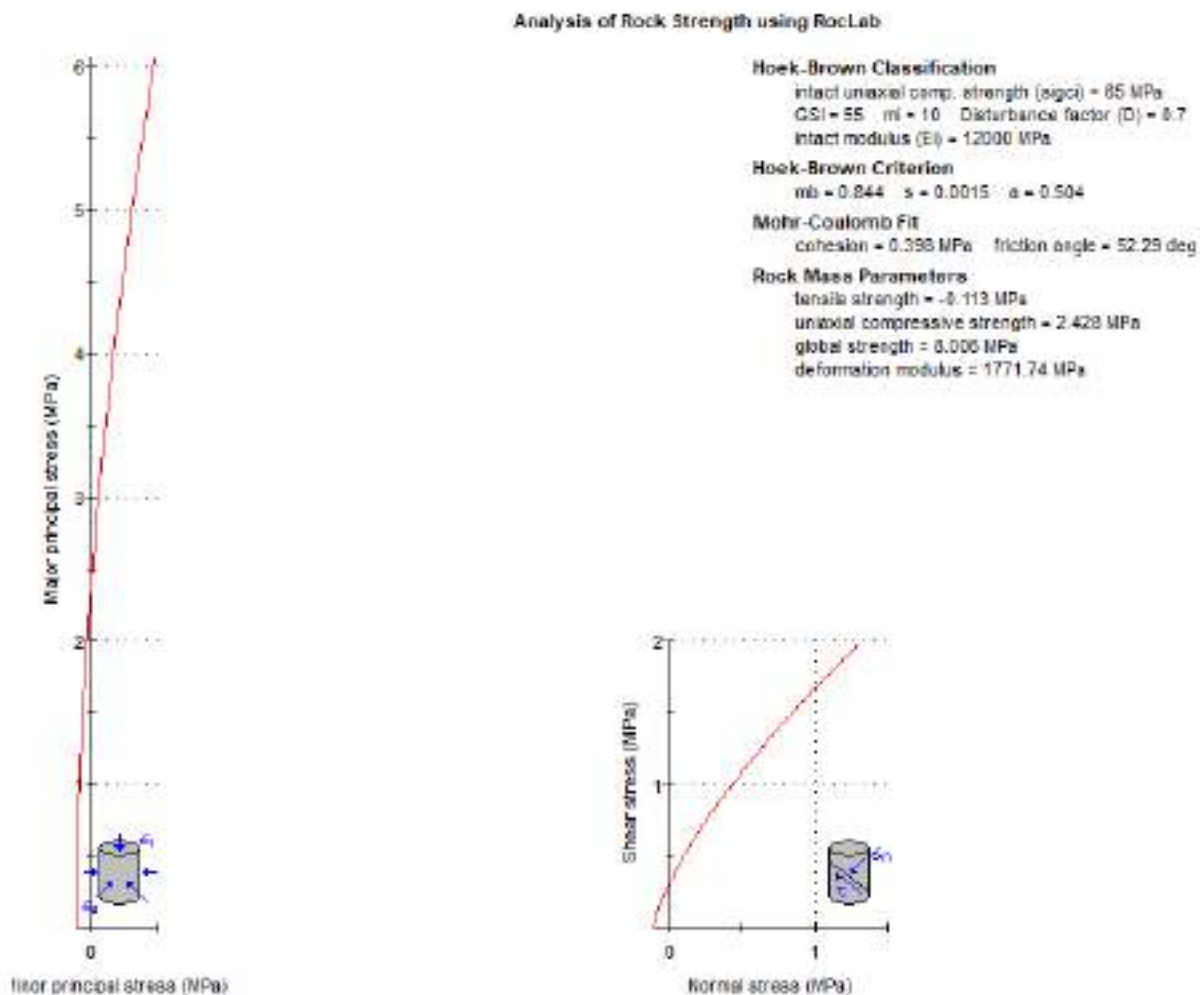 Analysis of Rock Strength using RocLab
Hoek-Brown Classification
intact uniaxial comp. strength (sigci) = 65 MPa
GSI = 55 mi = 10 Disturbance factor (D) = 0.7
intact modulus (Ei) = 12000 MPa
Hoek-Brown Criterion
mb = 0.844 s = 0.0015 a = 0.504
Mohr-Coulomb Fit
cohesion = 0.398 MPa friction angle = 52.29 deg
Rock Mass Parameters
tensile strength = -0.113 MPa
uniaxial compressive strength = 2.428 MPa
global strength = 8.006 MPa
deformation modulus = 1771.74 MPa
6
5
4
3
2
0
Major principal stress (MPa)
inor principal stress (MPa)
2
1
0 1
Shear stress (MPa)
Normal stress (MPa)